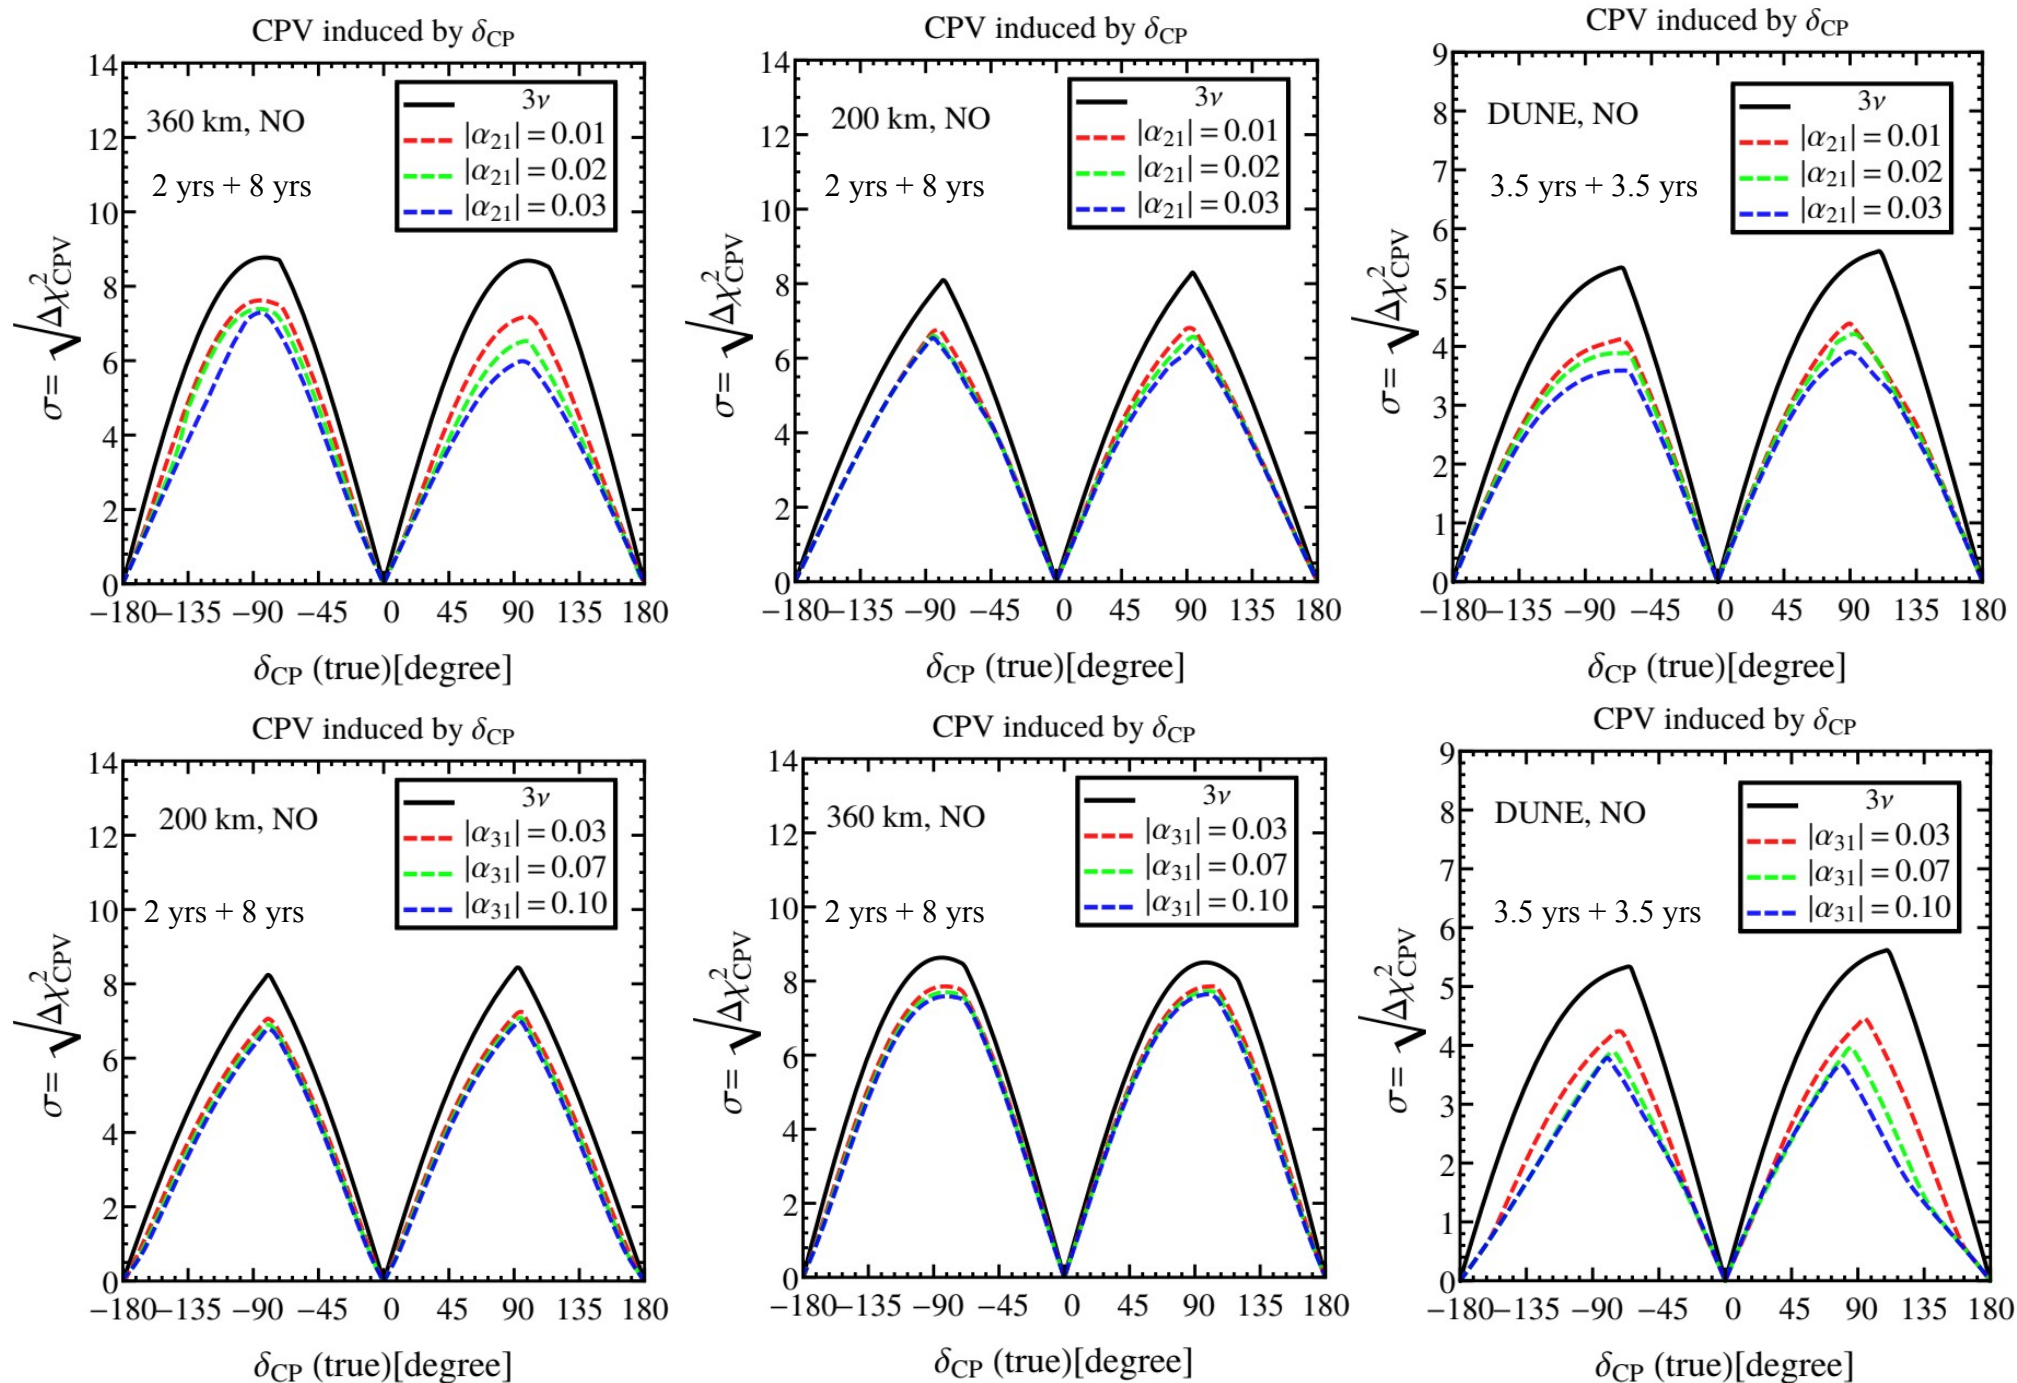 CPV induced by δCP
14
12
10
8
6
4
2
0
σ= √Δχ²CPV
360 km, NO
2 yrs + 8 yrs
3ν
|α21| = 0.01
|α21| = 0.02
|α21| = 0.03
−180 −135 −90 −45 0 45 90 135 180
δCP (true)[degree]
CPV induced by δCP
14
12
10
8
6
4
2
0
σ= √Δχ²CPV
200 km, NO
2 yrs + 8 yrs
3ν
|α21| = 0.01
|α21| = 0.02
|α21| = 0.03
−180 −135 −90 −45 0 45 90 135 180
δCP (true)[degree]
CPV induced by δCP
9
8
7
6
5
4
3
2
1
0
σ= √Δχ²CPV
DUNE, NO
3.5 yrs + 3.5 yrs
3ν
|α21| = 0.01
|α21| = 0.02
|α21| = 0.03
−180 −135 −90 −45 0 45 90 135 180
δCP (true)[degree]
CPV induced by δCP
14
12
10
8
6
4
2
0
σ= √Δχ²CPV
200 km, NO
2 yrs + 8 yrs
3ν
|α31| = 0.03
|α31| = 0.07
|α31| = 0.10
−180 −135 −90 −45 0 45 90 135 180
δCP (true)[degree]
CPV induced by δCP
14
12
10
8
6
4
2
0
σ= √Δχ²CPV
360 km, NO
2 yrs + 8 yrs
3ν
|α31| = 0.03
|α31| = 0.07
|α31| = 0.10
−180 −135 −90 −45 0 45 90 135 180
δCP (true)[degree]
CPV induced by δCP
9
8
7
6
5
4
3
2
1
0
σ= √Δχ²CPV
DUNE, NO
3.5 yrs + 3.5 yrs
3ν
|α31| = 0.03
|α31| = 0.07
|α31| = 0.10
−180 −135 −90 −45 0 45 90 135 180
δCP (true)[degree]